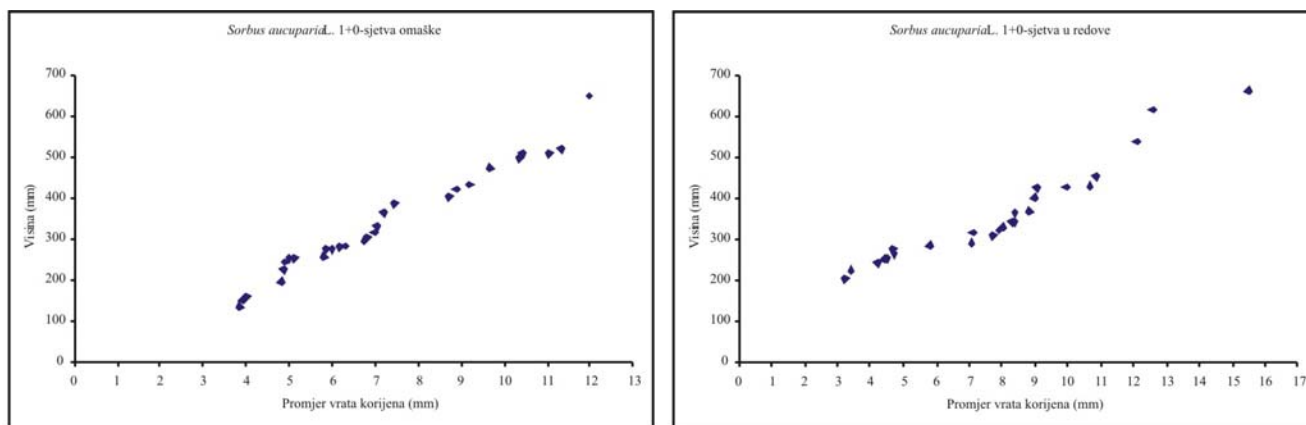 Sorbus aucupariaL. 1+0-sjetva omaške
Visina (mm)
700
600
500
400
300
200
100
0
0 1 2 3 4 5 6 7 8 9 10 11 12 13
Promjer vrata korijena (mm)
Sorbus aucupariaL. 1+0-sjetva u redove
Visina (mm)
700
600
500
400
300
200
100
0
0 1 2 3 4 5 6 7 8 9 10 11 12 13 14 15 16 17
Promjer vrata korijena (mm)